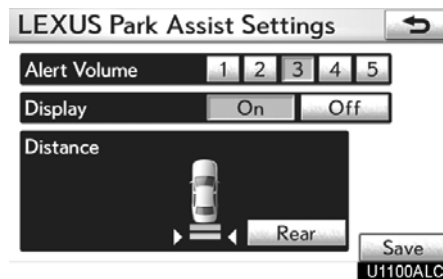 LEXUS Park Assist Settings
Alert Volume 1 2 3 4 5
Display On Off
Distance
Rear
Save
U1100ALC